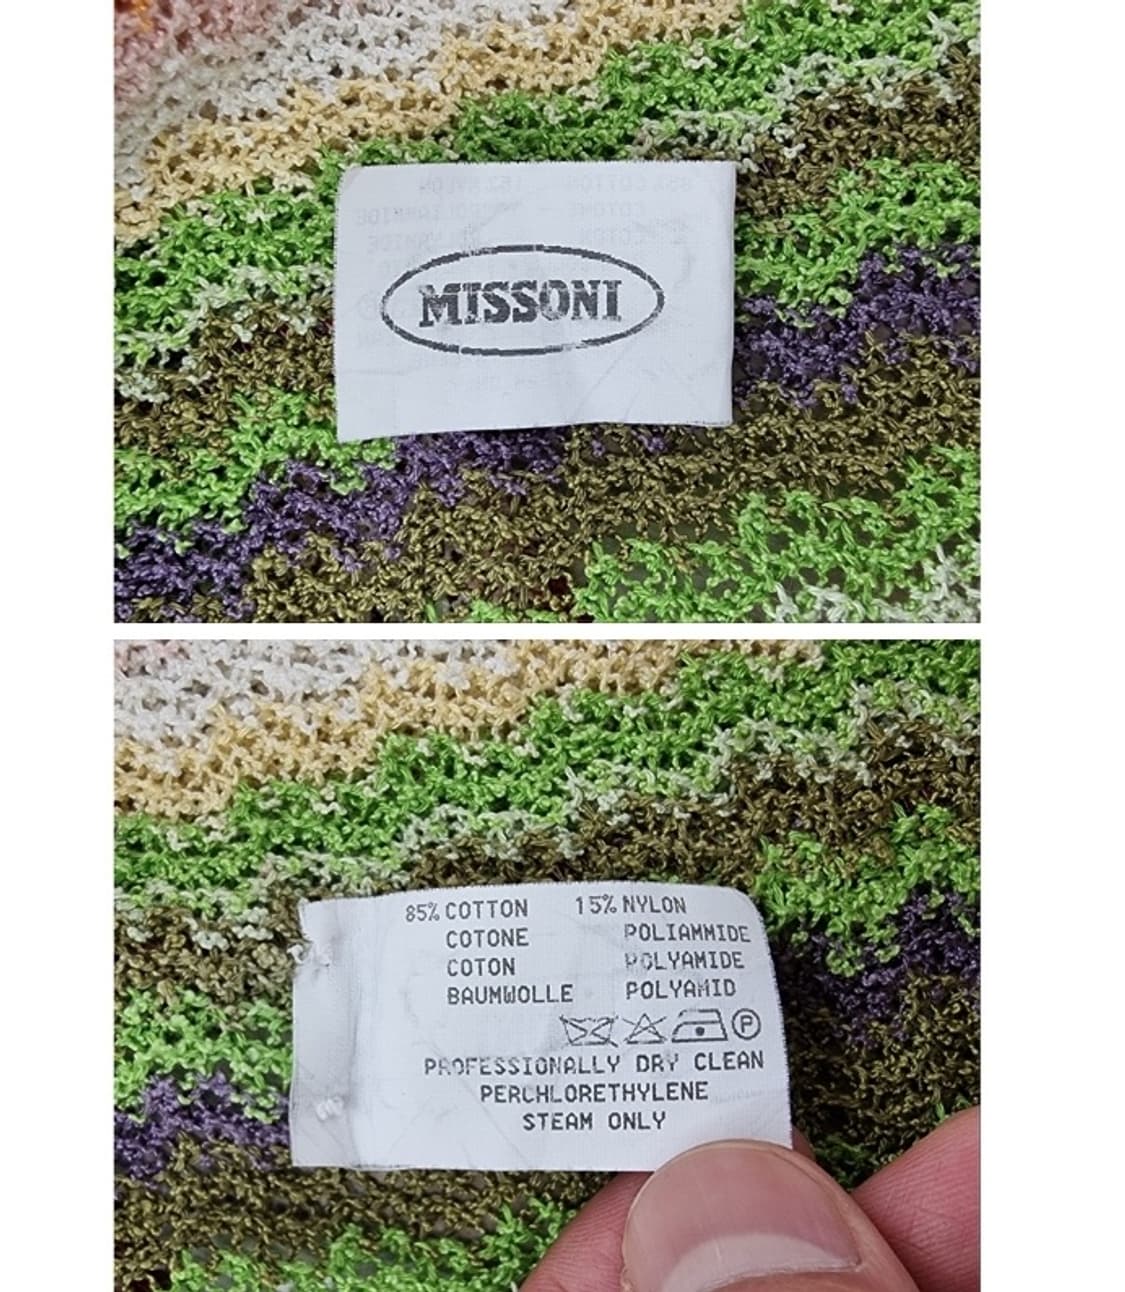 MISSONI
85% COTTON 15% NYLON
COTONE POLIAMMIDE
COTON POLYAMIDE
BAUMWOLLE POLYAMID
P
PROFESSIONALLY DRY CLEAN
PERCHLORETHYLENE
STEAM ONLY